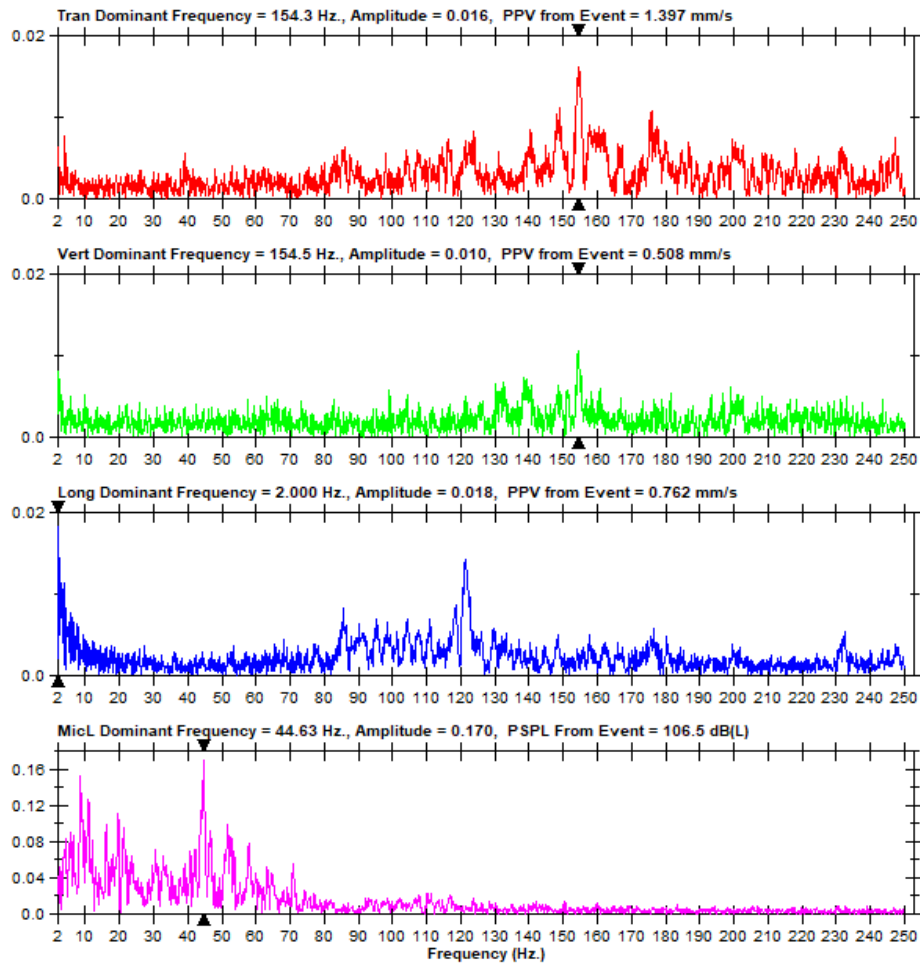 Tran Dominant Frequency = 154.3 Hz., Amplitude = 0.016, PPV from Event = 1.397 mm/s
0.02
0.0
2 10 20 30 40 50 60 70 80 90 100 110 120 130 140 150 160 170 180 190 200 210 220 230 240 250
Vert Dominant Frequency = 154.5 Hz., Amplitude = 0.010, PPV from Event = 0.508 mm/s
0.02
0.0
2 10 20 30 40 50 60 70 80 90 100 110 120 130 140 150 160 170 180 190 200 210 220 230 240 250
Long Dominant Frequency = 2.000 Hz., Amplitude = 0.018, PPV from Event = 0.762 mm/s
0.02
0.0
2 10 20 30 40 50 60 70 80 90 100 110 120 130 140 150 160 170 180 190 200 210 220 230 240 250
MicL Dominant Frequency = 44.63 Hz., Amplitude = 0.170, PSPL From Event = 106.5 dB(L)
0.16
0.12
0.08
0.04
0.0
2 10 20 30 40 50 60 70 80 90 100 110 120 130 140 150 160 170 180 190 200 210 220 230 240 250
Frequency (Hz.)